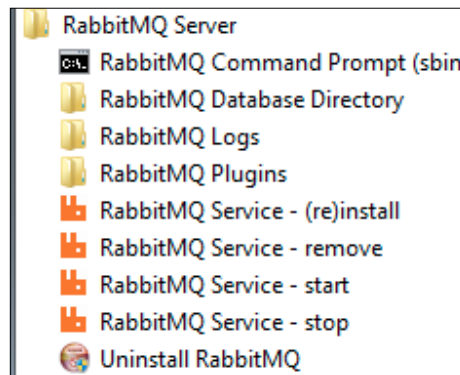 RabbitMQ Server
RabbitMQ Command Prompt (sbin
RabbitMQ Database Directory
RabbitMQ Logs
RabbitMQ Plugins
RabbitMQ Service - (re)install
RabbitMQ Service - remove
RabbitMQ Service - start
RabbitMQ Service - stop
Uninstall RabbitMQ